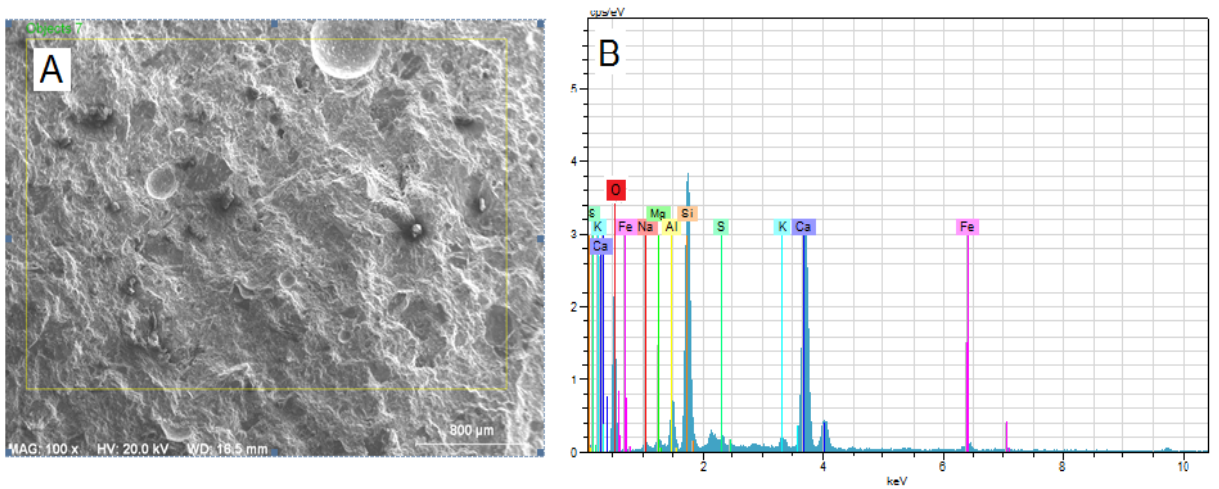 Objects 7
A
800 µm
MAG: 100 x HV: 20.0 kV WD: 16.5 mm
cps/eV
B
5
4
O
S Mg Si
K Fe Na Al S K Ca Fe
3
Ca
2
1
0
2 4 6 8 10
keV